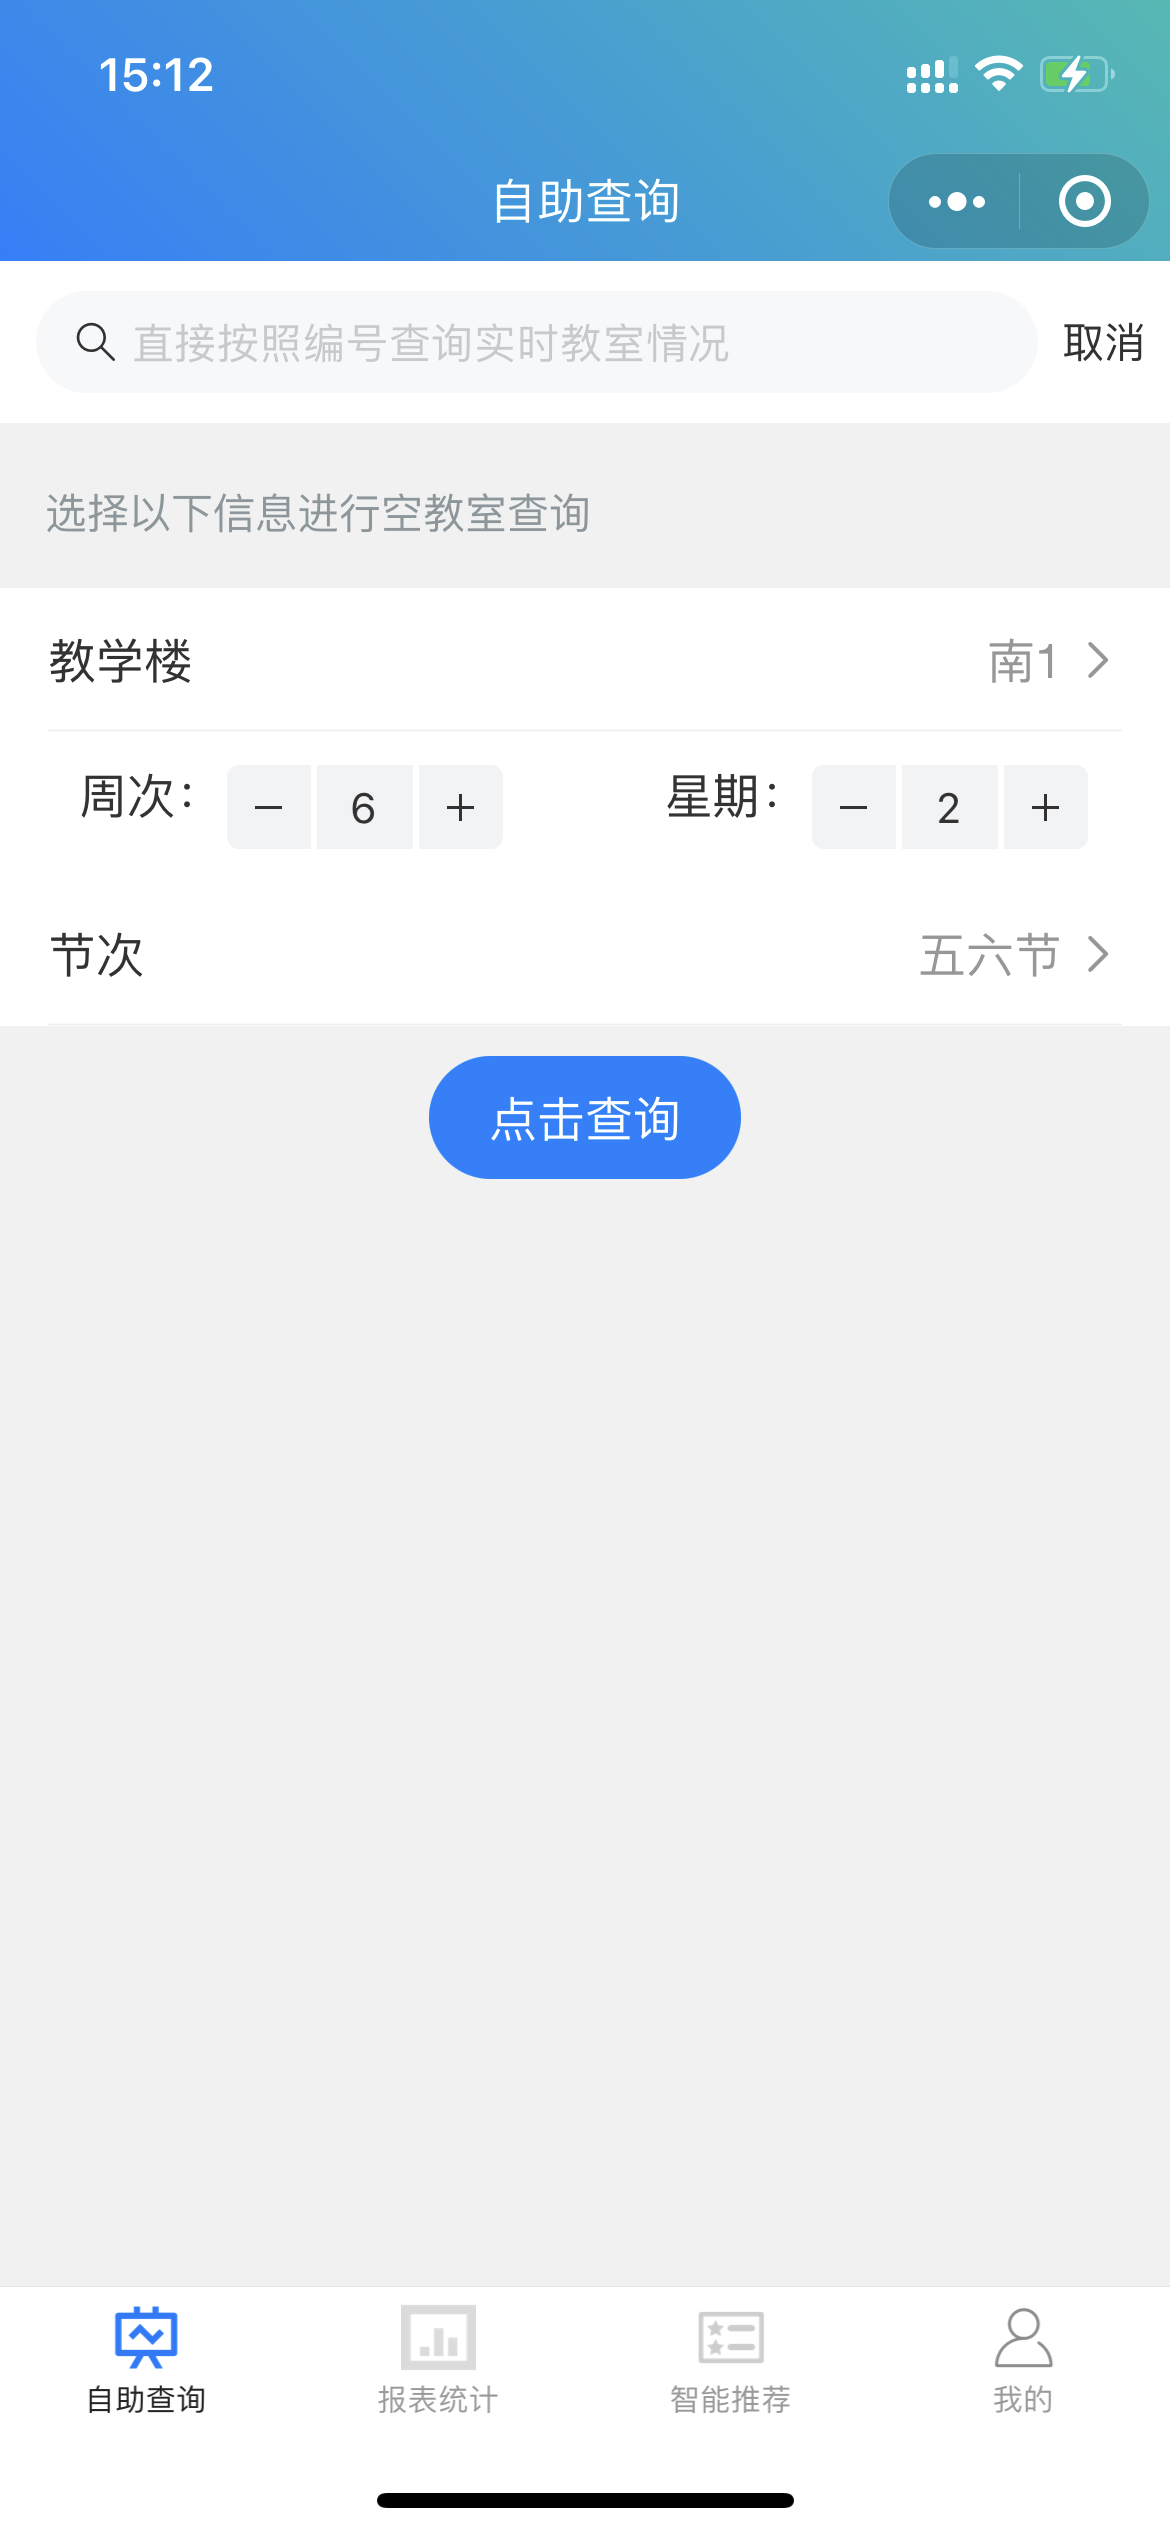 15:12
自助查询
直接按照编号查询实时教室情况
取消
选择以下信息进行空教室查询
教学楼
南1
周次:
6
星期:
2
节次
五六节
点击查询
自助查询
报表统计
智能推荐
我的